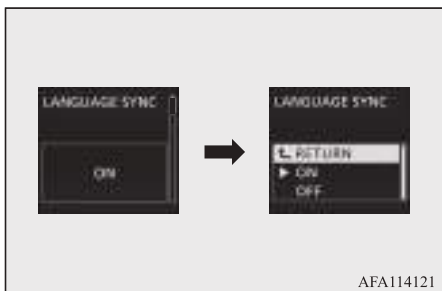 LANGUAGE SYNC
ON
LANGUAGE SYNC
RETURN
ON
OFF
AFA114121